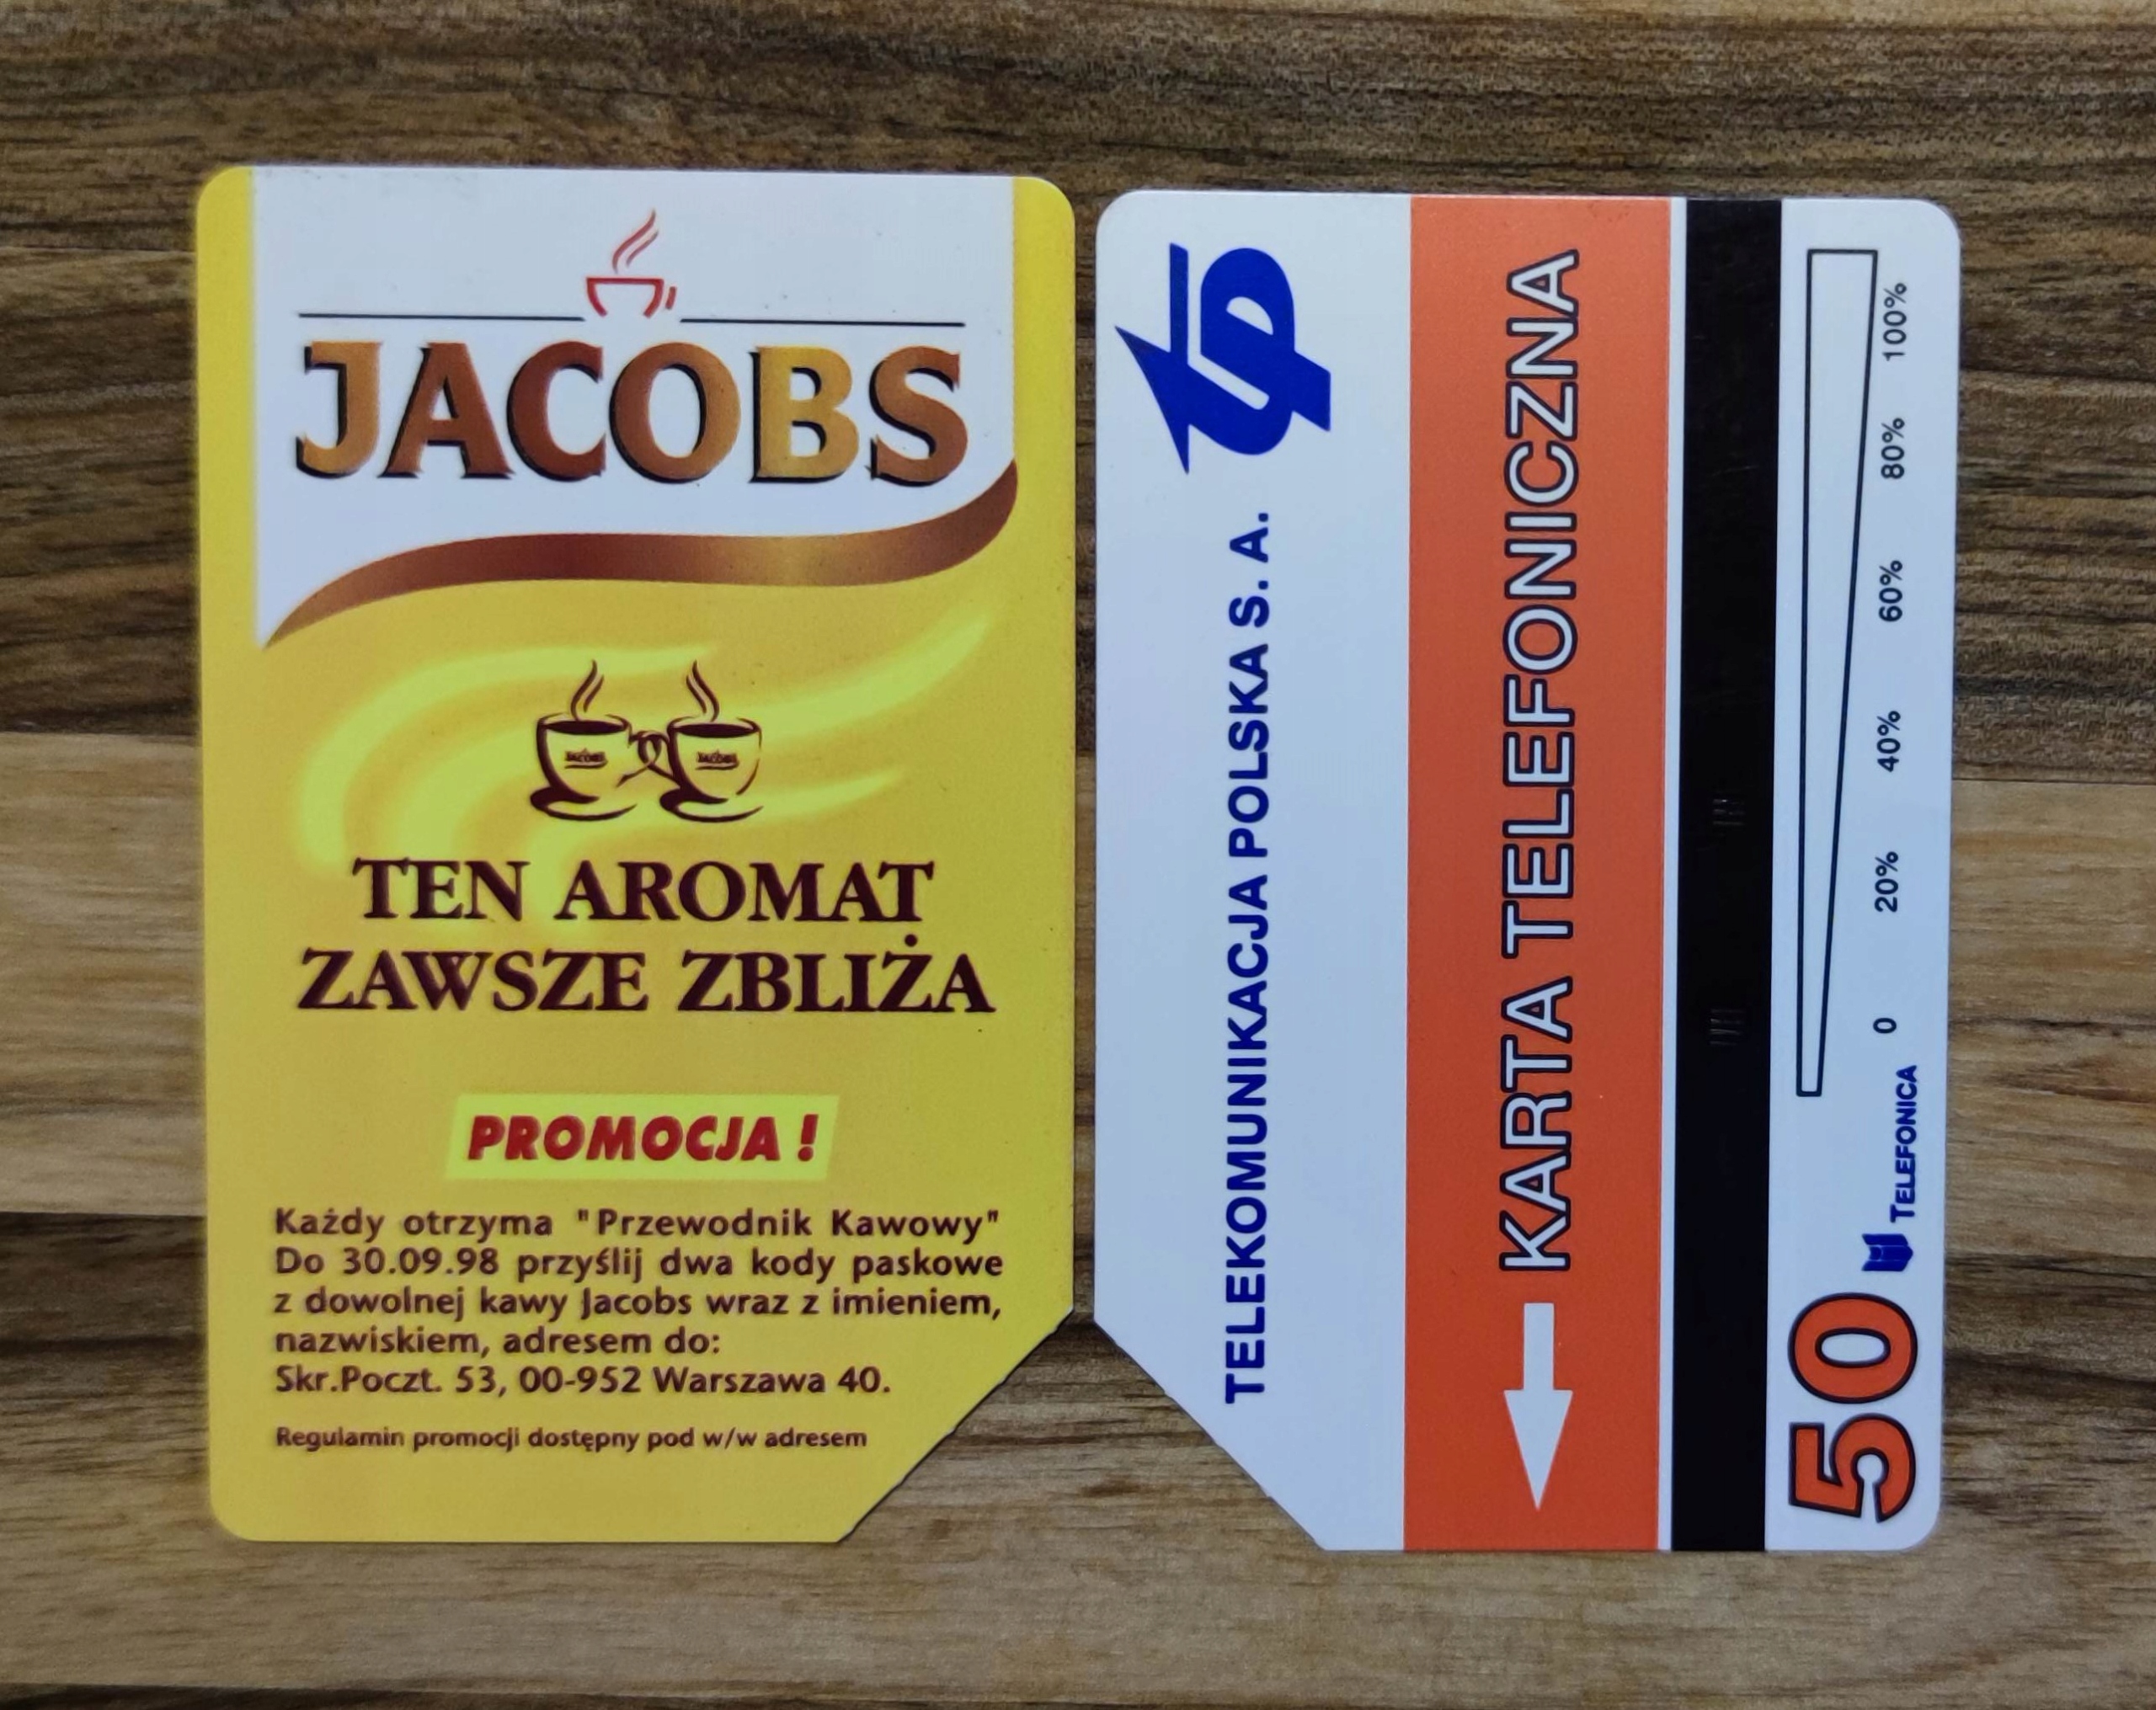 JACOBS
JACOBS JACOBS
TEN AROMAT
ZAWSZE ZBLIŻA
PROMOCJA !
Każdy otrzyma "Przewodnik Kawowy"
Do 30.09.98 przyślij dwa kody paskowe
z dowolnej kawy Jacobs wraz z imieniem,
nazwiskiem, adresem do:
Skr.Poczt. 53, 00-952 Warszawa 40.
Regulamin promocji dostępny pod w/w adresem
TELEKOMUNIKACJA POLSKA S. A. tp
KARTA TELEFONICZNA
50 TELEFONICA 0 20% 40% 60% 80% 100%